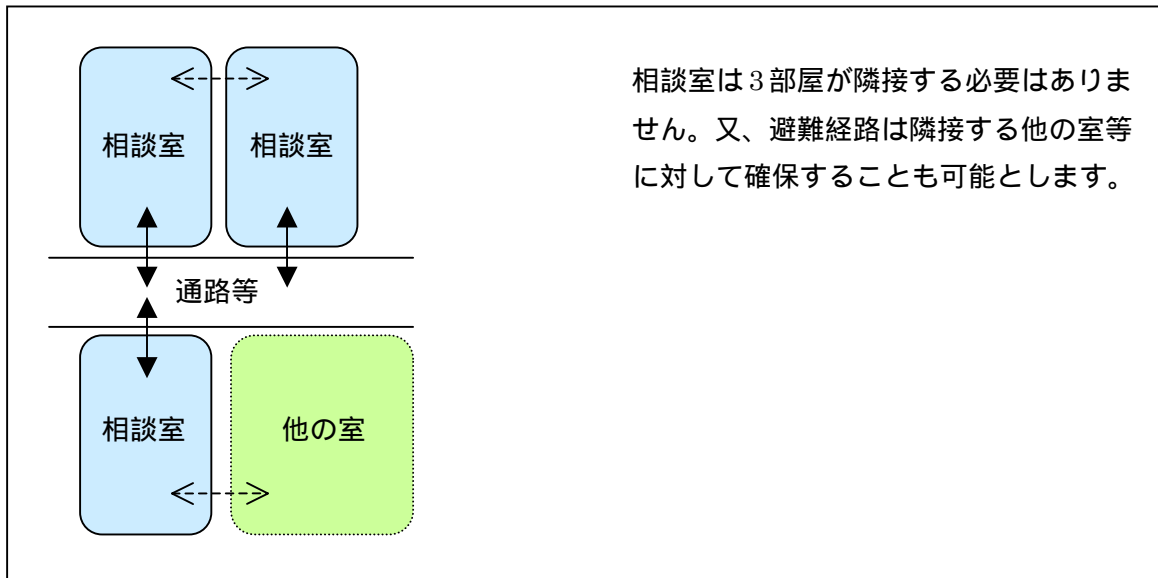 相談室
相談室
通路等
相談室
他の室
相談室は3部屋が隣接する必要はありま
せん。又、避難経路は隣接する他の室等
に対して確保することも可能とします。